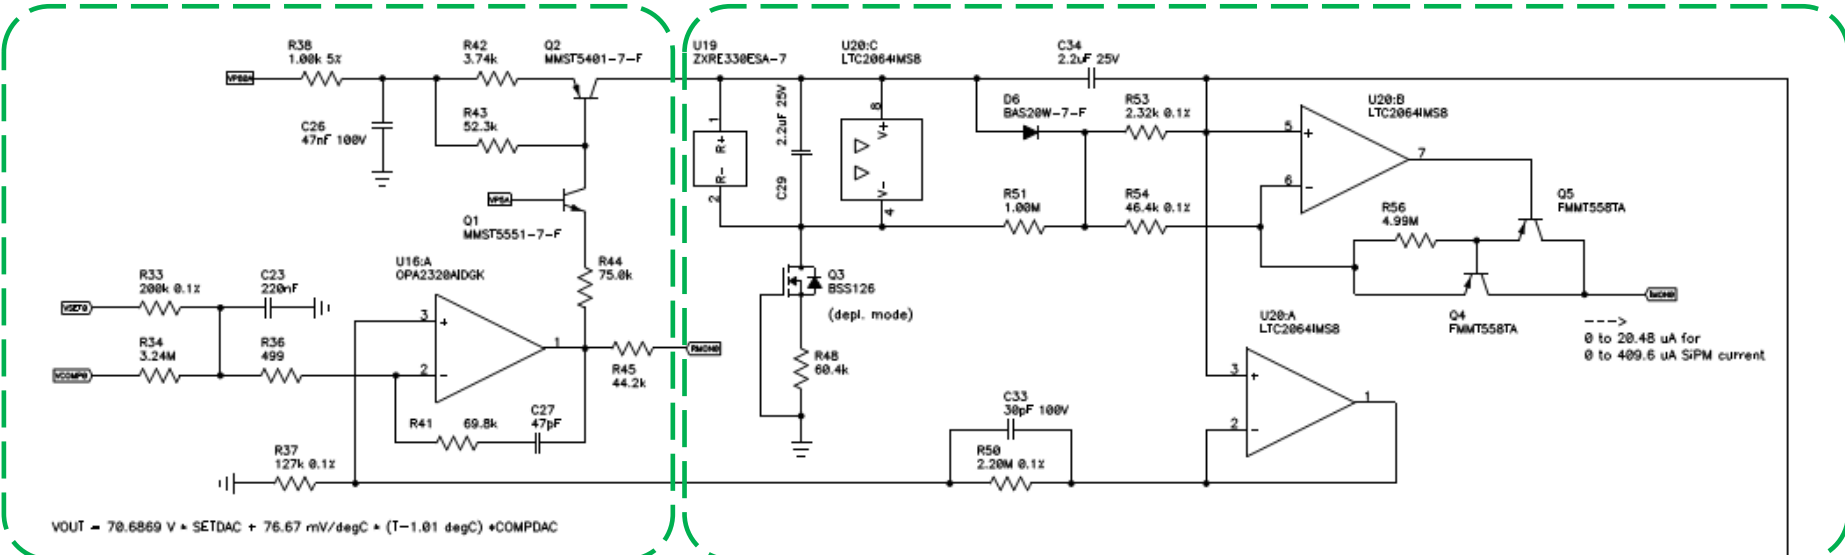 R38
1.00k 5%
R42
3.74k
Q2
MMST5401-7-F
U19
ZXRE330ESA-7
U20:C
LTC2064IMS8
C34
2.2uF 25V
C26
47nF 100V
R43
52.3k
1
R+
R-
2
2.2uF 25V
C29
8
V+
V-
4
D6
BAS20W-7-F
R53
2.32k 0.1%
U20:B
LTC2064IMS8
5
+
6
-
7
VP5A
Q1
MMST5551-7-F
R51
1.00M
R54
46.4k 0.1%
R56
4.99M
Q5
FMMT558TA
R33
200k 0.1%
C23
220nF
U16:A
OPA2320AIDGK
R44
75.0k
Q3
BSS126
(depl. mode)
U20:A
LTC2064IMS8
Q4
FMMT558TA
--->
0 to 20.48 uA for
0 to 409.6 uA SiPM current
R34
3.24M
R36
499
3
+
2
-
1
R45
44.2k
R48
60.4k
3
+
2
-
1
R41
69.8k
C27
47pF
C33
30pF 100V
R37
127k 0.1%
R50
2.20M 0.1%
VOUT = 70.6869 V * SETDAC + 76.67 mV/degC * (T-1.01 degC) *COMPDAC